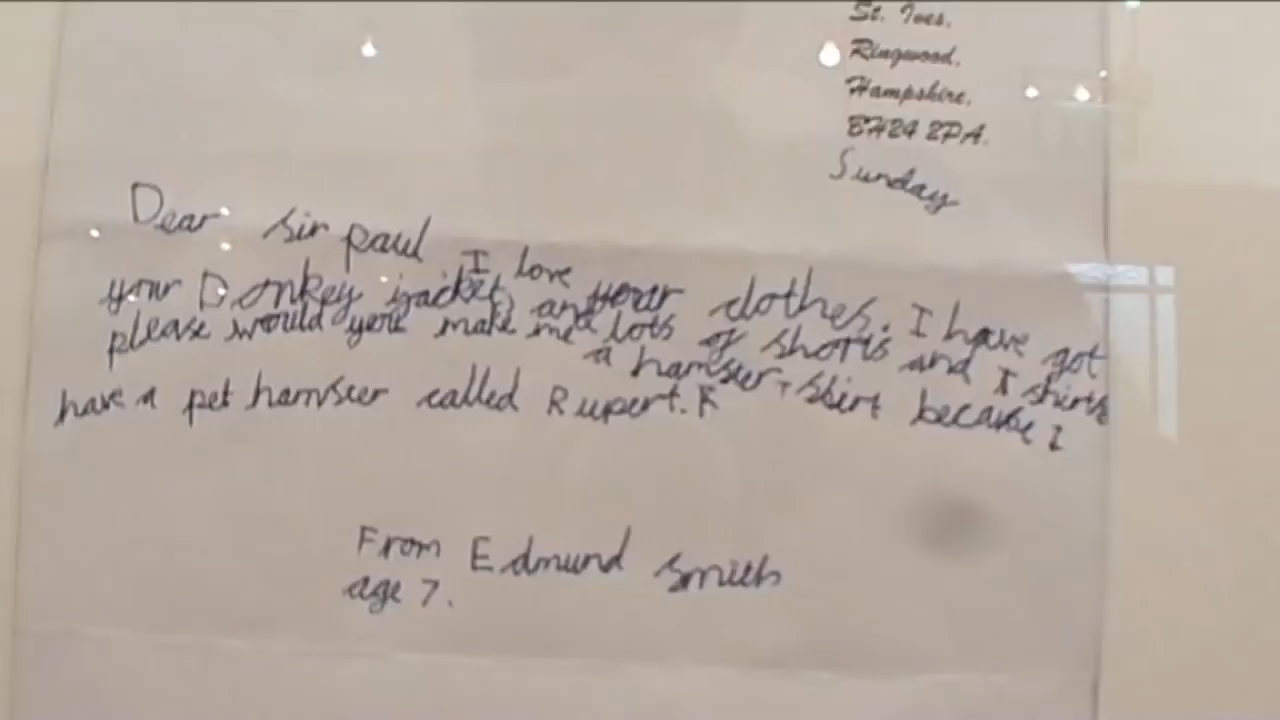 St. Ives,
Ringwood,
Hampshire,
BH24 2PA.
Sunday
Dear Sir paul
I love your clothes. I have got
your Donkey jacket and lots of shorts and T shirts
please would you make me a hamster T shirt because I
have a pet hamster called Rupert. R
From Edmund Smith
age 7.